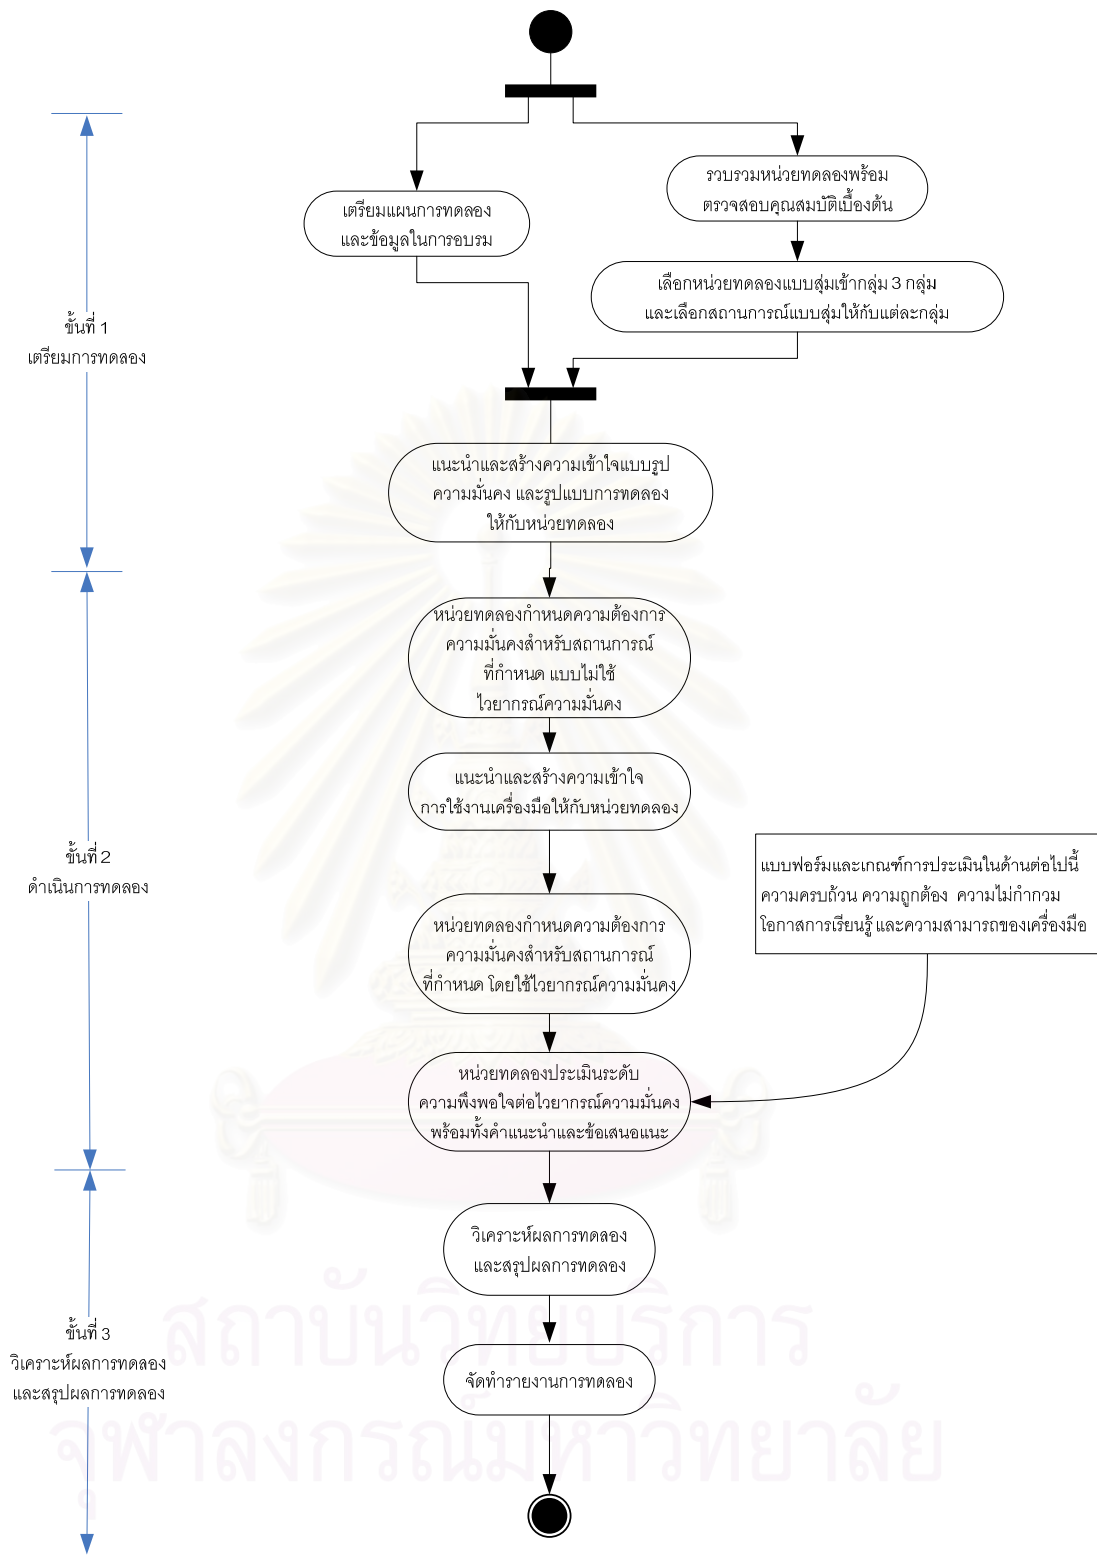 รวบรวมหน่วยทดลองพร้อม
ตรวจสอบคุณสมบัติเบื้องต้น
เตรียมแผนการทดลอง
และข้อมูลในการอบรม
เลือกหน่วยทดลองแบบสุ่มเข้ากลุ่ม 3 กลุ่ม
และเลือกสถานการณ์แบบสุ่มให้กับแต่ละกลุ่ม
ขั้นที่ 1
เตรียมการทดลอง
แนะนำและสร้างความเข้าใจแบบรูป
ความมั่นคง และรูปแบบการทดลอง
ให้กับหน่วยทดลอง
หน่วยทดลองกำหนดความต้องการ
ความมั่นคงสำหรับสถานการณ์
ที่กำหนด แบบไม่ใช้
ไวยากรณ์ความมั่นคง
แนะนำและสร้างความเข้าใจ
การใช้งานเครื่องมือให้กับหน่วยทดลอง
ขั้นที่ 2
ดำเนินการทดลอง
แบบฟอร์มและเกณฑ์การประเมินในด้านต่อไปนี้
ความครบถ้วน ความถูกต้อง ความไม่กำกวม
โอกาสการเรียนรู้ และความสามารถของเครื่องมือ
หน่วยทดลองกำหนดความต้องการ
ความมั่นคงสำหรับสถานการณ์
ที่กำหนด โดยใช้ไวยากรณ์ความมั่นคง
หน่วยทดลองประเมินระดับ
ความพึงพอใจต่อไวยากรณ์ความมั่นคง
พร้อมทั้งคำแนะนำและข้อเสนอแนะ
วิเคราะห์ผลการทดลอง
และสรุปผลการทดลอง
ขั้นที่ 3
วิเคราะห์ผลการทดลอง
และสรุปผลการทดลอง
จัดทำรายงานการทดลอง
สถาบันวิทยบริการ
จุฬาลงกรณ์มหาวิทยาลัย